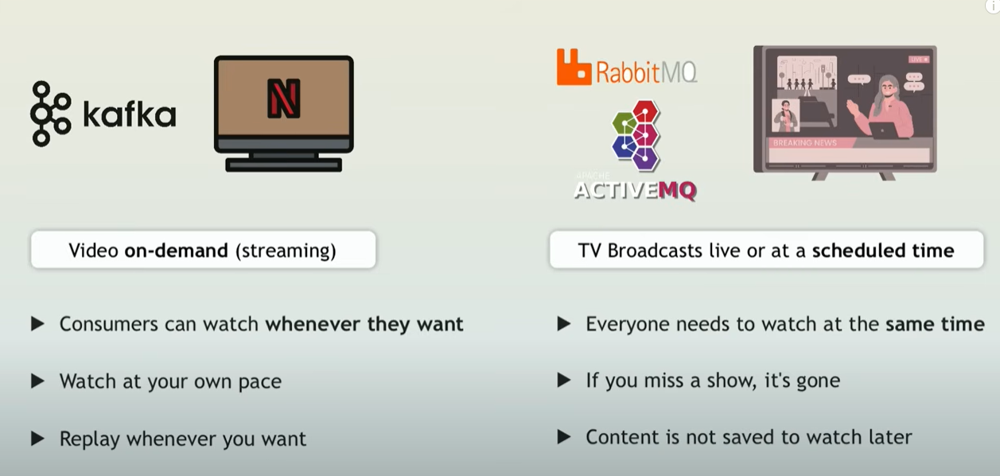 kafka
N
Video on-demand (streaming)
▶ Consumers can watch whenever they want
▶ Watch at your own pace
▶ Replay whenever you want
RabbitMQ
APACHE
ACTIVEMQ
LIVE
BREAKING NEWS
TV Broadcasts live or at a scheduled time
▶ Everyone needs to watch at the same time
▶ If you miss a show, it's gone
▶ Content is not saved to watch later